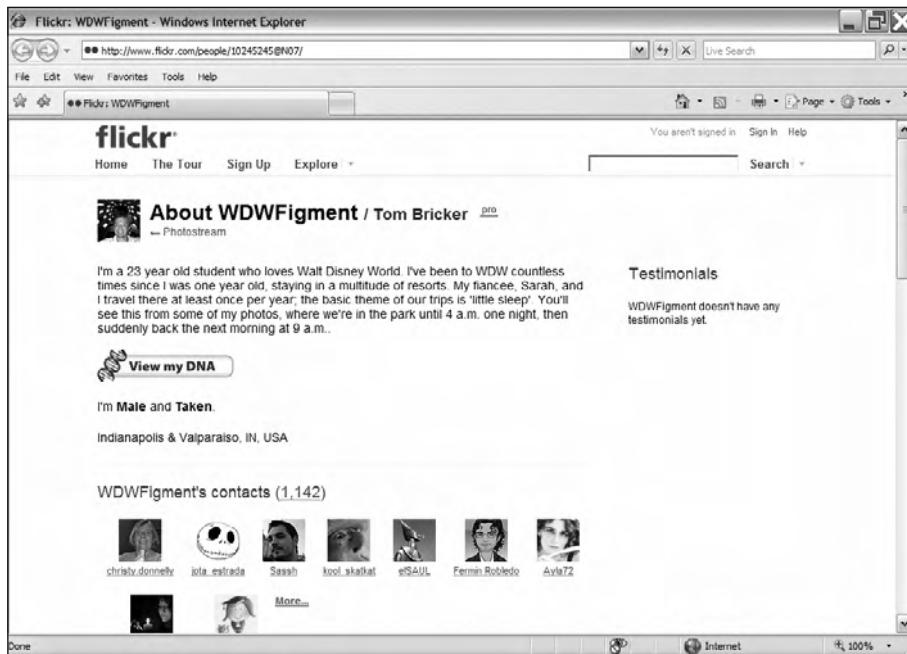 Flickr: WDWFigment - Windows Internet Explorer
http://www.flickr.com/people/10245245@N07/
Live Search
File Edit View Favorites Tools Help
Flickr: WDWFigment
Page Tools
flickr
You aren't signed in Sign In Help
Home The Tour Sign Up Explore
Search
About WDWFigment / Tom Bricker pro
← Photostream
I'm a 23 year old student who loves Walt Disney World. I've been to WDW countless
times since I was one year old, staying in a multitude of resorts. My fiancee, Sarah, and
I travel there at least once per year; the basic theme of our trips is 'little sleep'. You'll
see this from some of my photos, where we're in the park until 4 a.m. one night, then
suddenly back the next morning at 9 a.m..
Testimonials
WDWFigment doesn't have any
testimonials yet.
View my DNA
I'm Male and Taken.
Indianapolis & Valparaiso, IN, USA
WDWFigment's contacts (1,142)
christy.donnelly jota_estrada Sassh kool_skatkat elSAUL Fermin Robledo Ayla72
More...
Done Internet 100%